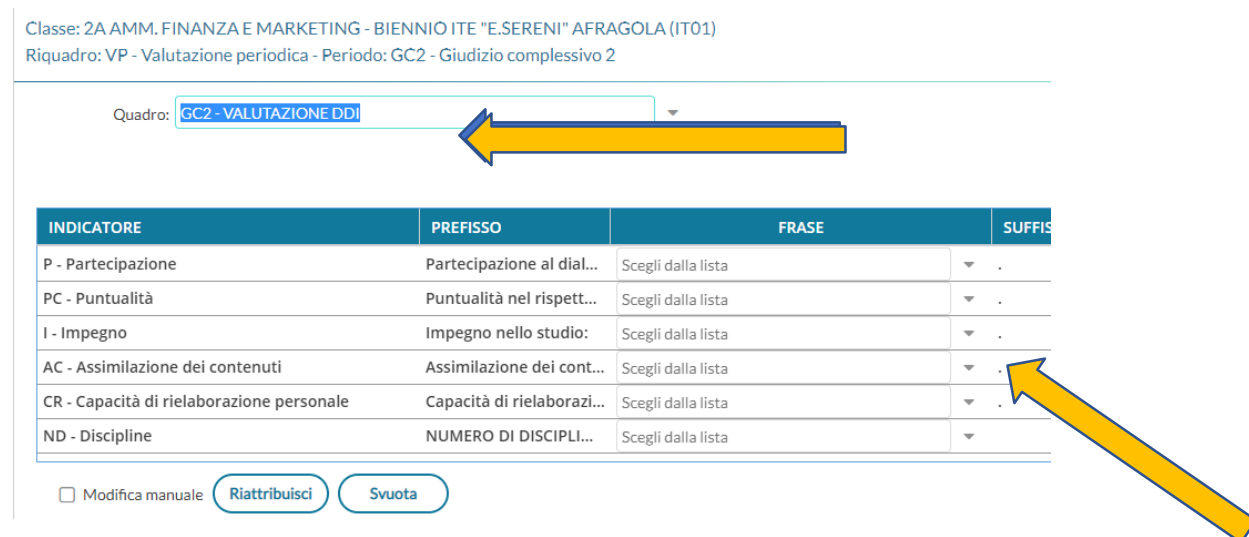 Classe: 2A AMM. FINANZA E MARKETING - BIENNIO ITE "E.SERENI" AFRAGOLA (IT01)
Riquadro: VP - Valutazione periodica - Periodo: GC2 - Giudizio complessivo 2
Quadro: GC2 - VALUTAZIONE DDI
INDICATORE PREFISSO FRASE SUFFIS
P - Partecipazione Partecipazione al dial... Scegli dalla lista .
PC - Puntualità Puntualità nel rispett... Scegli dalla lista .
I - Impegno Impegno nello studio: Scegli dalla lista .
AC - Assimilazione dei contenuti Assimilazione dei cont... Scegli dalla lista .
CR - Capacità di rielaborazione personale Capacità di rielaborazi... Scegli dalla lista .
ND - Discipline NUMERO DI DISCIPLI... Scegli dalla lista
Modifica manuale Riattribuisci Svuota